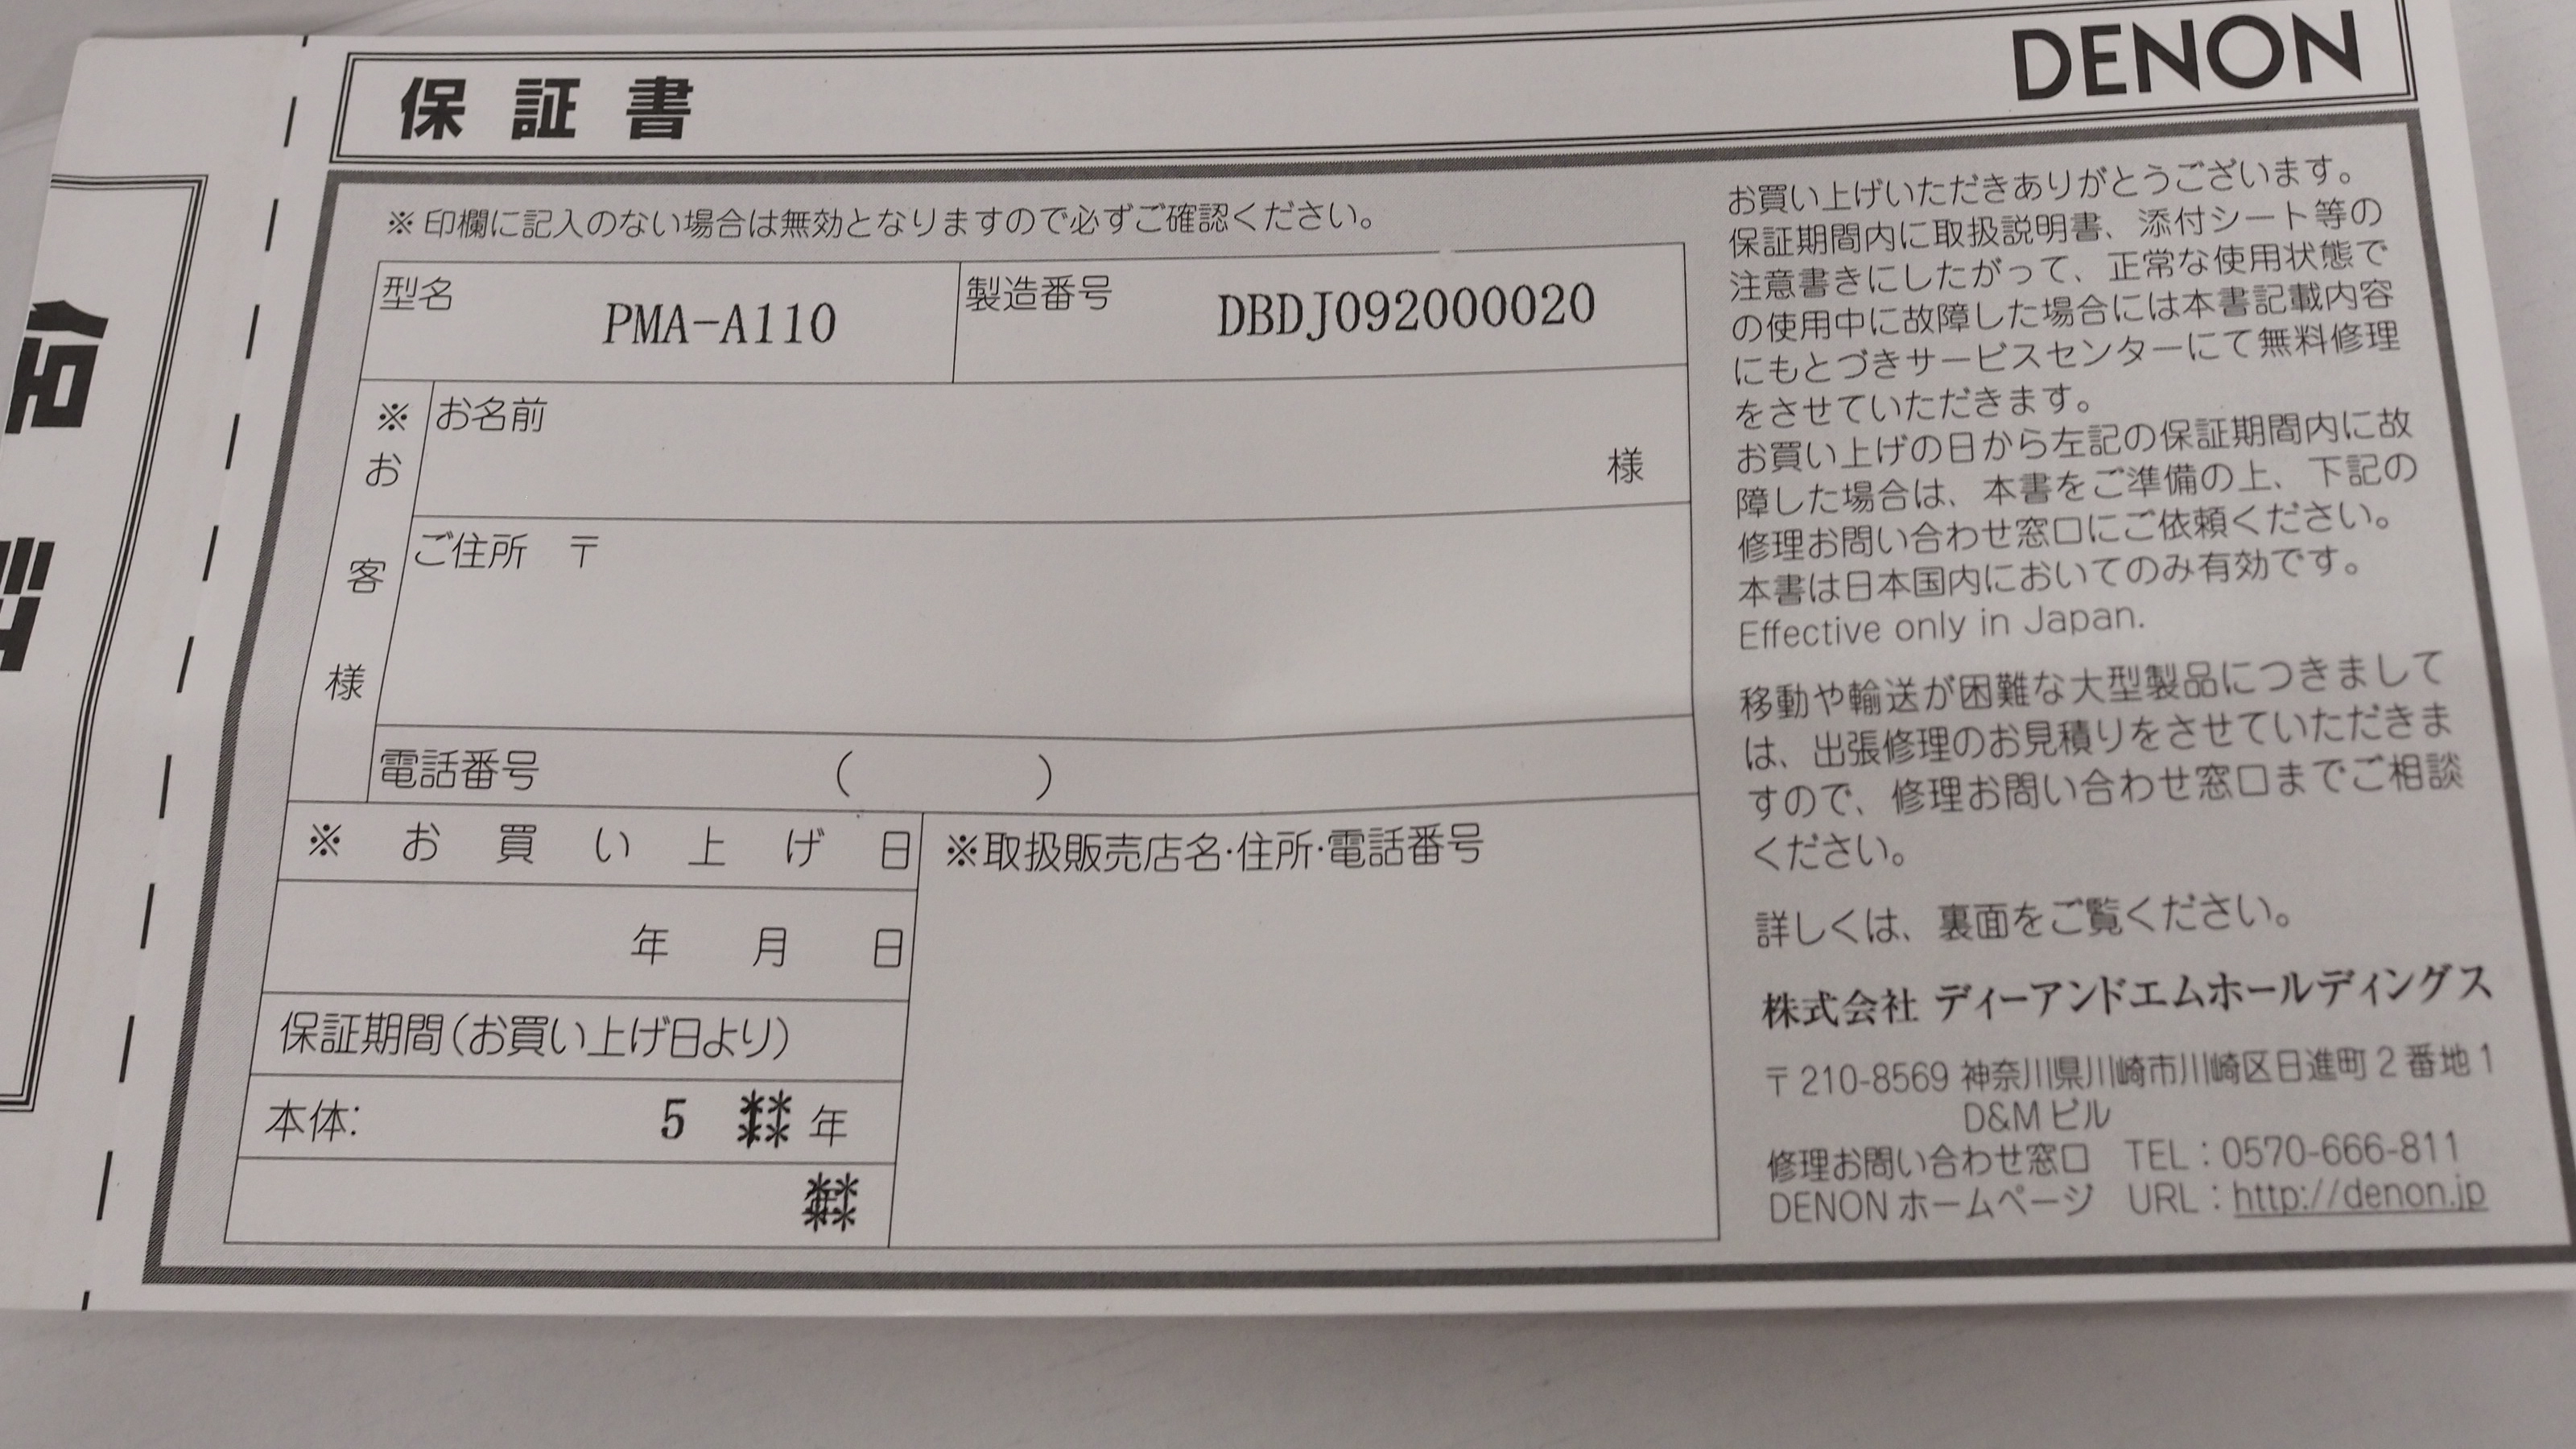 保証書
DENON
※印欄に記入のない場合は無効となりますので必ずご確認ください。
型名 PMA-A110
製造番号 DBDJ092000020
※お客様
お名前
様
ご住所 〒
電話番号 ( )
※お買い上げ日
年 月 日
保証期間(お買い上げ日より)
本体: 5 **** 年
****
※取扱販売店名・住所・電話番号
お買い上げいただきありがとうございます。
保証期間内に取扱説明書、添付シート等の
注意書きにしたがって、正常な使用状態で
の使用中に故障した場合には本書記載内容
にもとづきサービスセンターにて無料修理
をさせていただきます。
お買い上げの日から左記の保証期間内に故
障した場合は、本書をご準備の上、下記の
修理お問い合わせ窓口にご依頼ください。
本書は日本国内においてのみ有効です。
Effective only in Japan.
移動や輸送が困難な大型製品につきまして
は、出張修理のお見積りをさせていただきま
すので、修理お問い合わせ窓口までご相談
ください。
詳しくは、裏面をご覧ください。
株式会社 ディーアンドエムホールディングス
〒210-8569 神奈川県川崎市川崎区日進町2番地1
D&Mビル
修理お問い合わせ窓口 TEL:0570-666-811
DENONホームページ URL:http://denon.jp